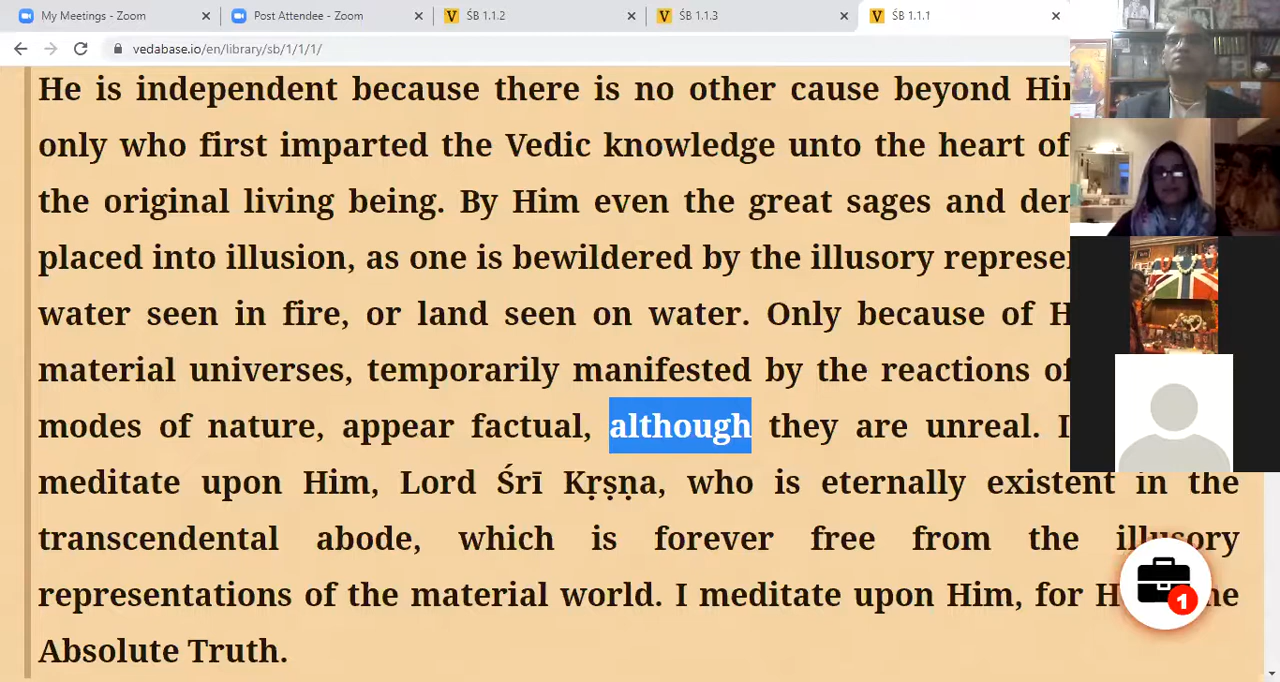 My Meetings - Zoom
Post Attendee - Zoom
ŚB 1.1.2
ŚB 1.1.3
ŚB 1.1.1
vedabase.io/en/library/sb/1/1/1/
He is independent because there is no other cause beyond
only who first imparted the Vedic knowledge unto the heart of
the original living being. By Him even the great sages and
placed into illusion, as one is bewildered by the illusory
water seen in fire, or land seen on water. Only because of
material universes, temporarily manifested by the reactions of
modes of nature, appear factual, although they are unreal. I
meditate upon Him, Lord Śrī Kṛṣṇa, who is eternally existent in the
transcendental abode, which is forever free from the illusory
representations of the material world. I meditate upon Him, for
Absolute Truth.
1